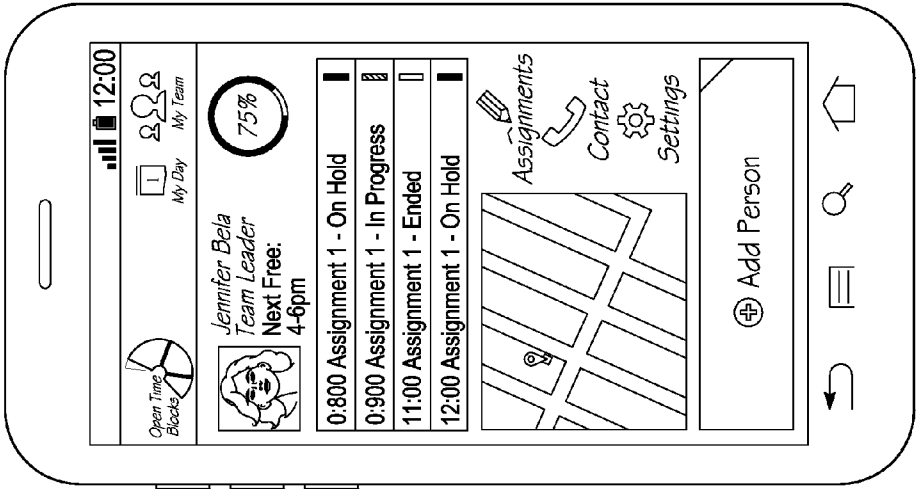 12:00
Open Time
Blocks
1
My Day
My Team
Jennifer Bela
Team Leader
Next Free:
4-6pm
75%
0:800 Assignment 1 - On Hold
0:900 Assignment 1 - In Progress
11:00 Assignment 1 - Ended
12:00 Assignment 1 - On Hold
Assignments
Contact
Settings
Add Person